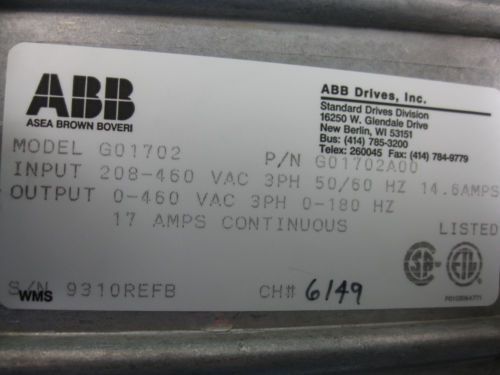 ABB
ASEA BROWN BOVERI
ABB Drives, Inc.
Standard Drives Division
16250 W. Glendale Drive
New Berlin, WI 53151
Bus: (414) 785-3200
Telex: 260045 Fax: (414) 784-9779
MODEL G01702 P/N G01702A00
INPUT 208-460 VAC 3PH 50/60 HZ 14.6AMPS
OUTPUT 0-460 VAC 3PH 0-180 HZ
17 AMPS CONTINUOUS
LISTED
SA
ETL
S/N 9310REFB CH# 6149
WMS